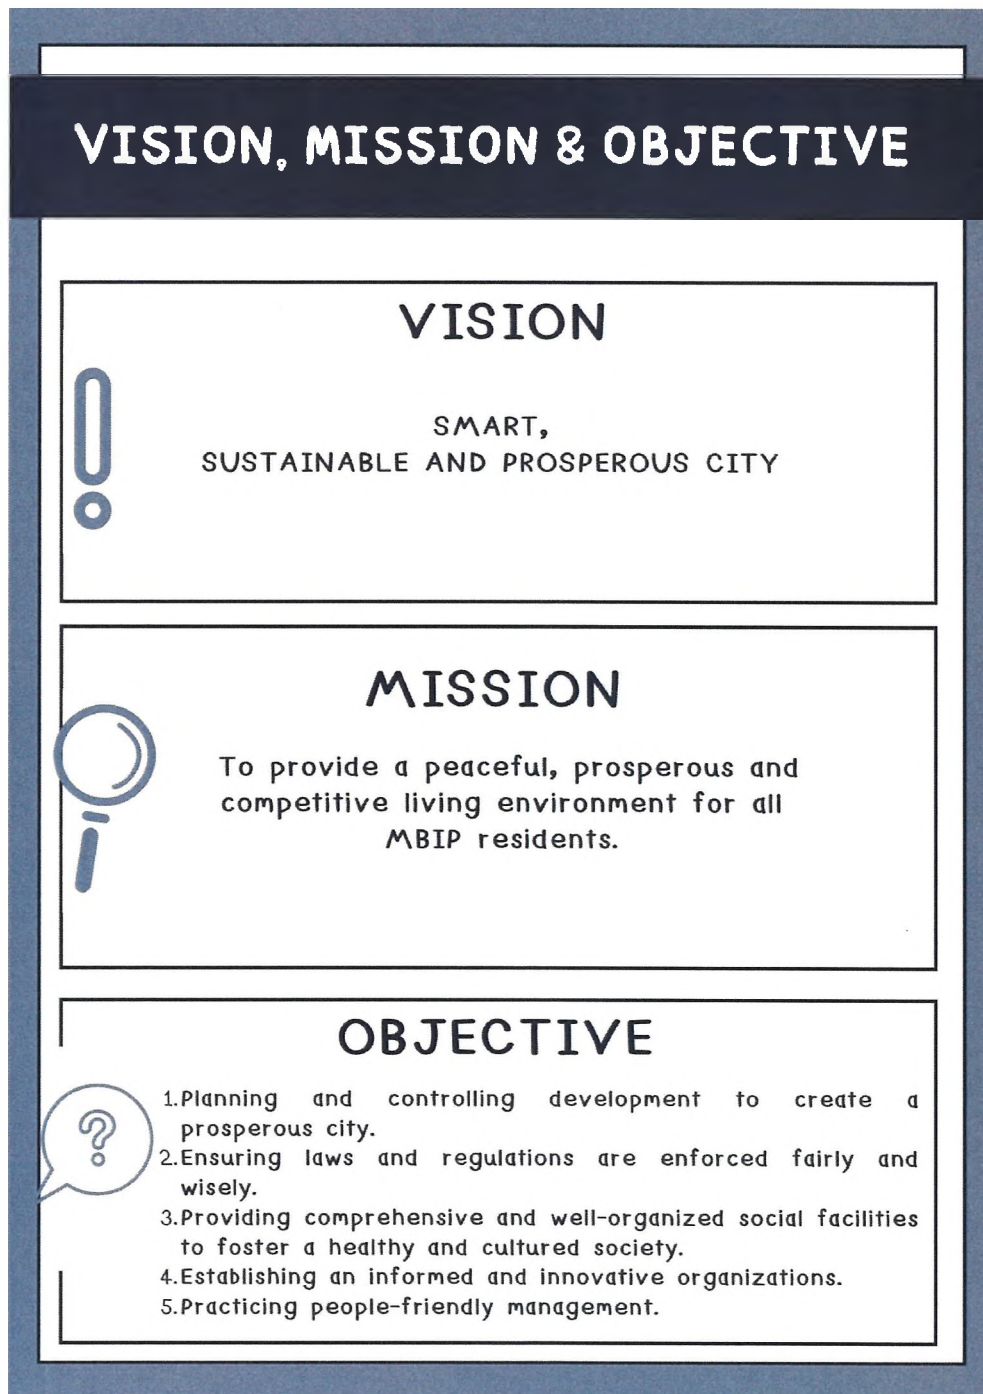 VISION, MISSION & OBJECTIVE
VISION
SMART,
SUSTAINABLE AND PROSPEROUS CITY
MISSION
To provide a peaceful, prosperous and
competitive living environment for all
MBIP residents.
OBJECTIVE
1.Planning and controlling development to create a
prosperous city.
2.Ensuring laws and regulations are enforced fairly and
wisely.
3.Providing comprehensive and well-organized social facilities
to foster a healthy and cultured society.
4.Establishing an informed and innovative organizations.
5.Practicing people-friendly management.